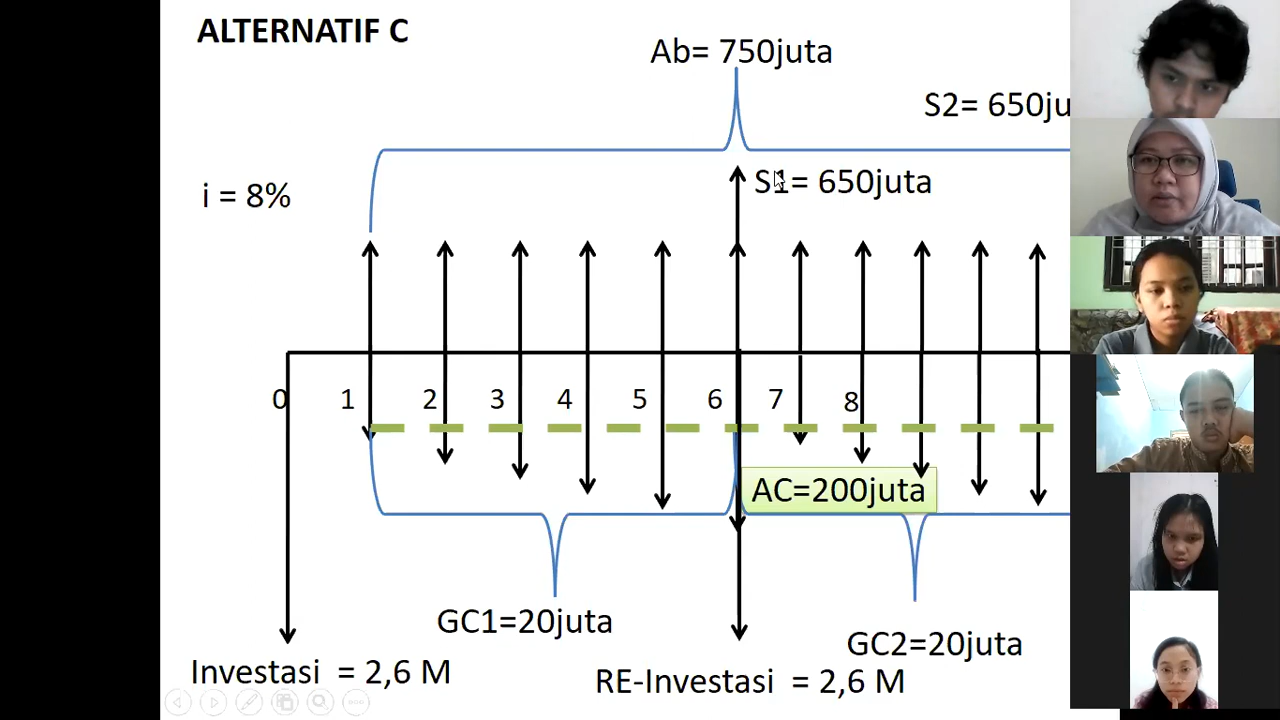 ALTERNATIF C
Ab= 750juta
S2= 650ju
S1= 650juta
i = 8%
0 1 2 3 4 5 6 7 8
AC=200juta
GC1=20juta
GC2=20juta
Investasi = 2,6 M
RE-Investasi = 2,6 M